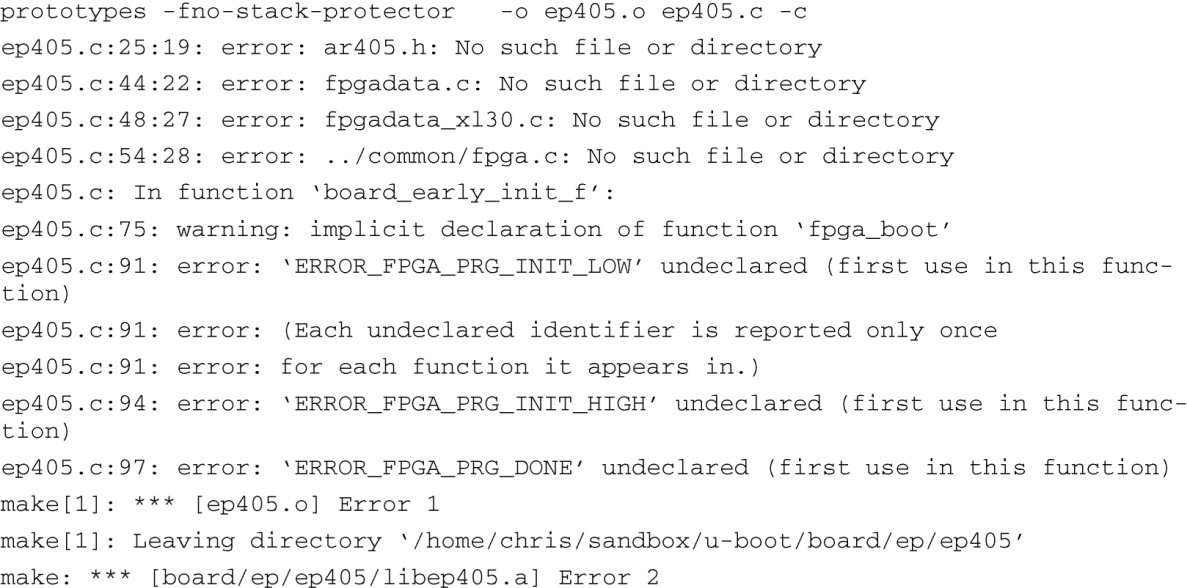 prototypes -fno-stack-protector   -o ep405.o ep405.c -c
ep405.c:25:19: error: ar405.h: No such file or directory
ep405.c:44:22: error: fpgadata.c: No such file or directory
ep405.c:48:27: error: fpgadata_xl30.c: No such file or directory
ep405.c:54:28: error: ../common/fpga.c: No such file or directory
ep405.c: In function ‘board_early_init_f’:
ep405.c:75: warning: implicit declaration of function ‘fpga_boot’
ep405.c:91: error: ‘ERROR_FPGA_PRG_INIT_LOW’ undeclared (first use in this func-
tion)
ep405.c:91: error: (Each undeclared identifier is reported only once
ep405.c:91: error: for each function it appears in.)
ep405.c:94: error: ‘ERROR_FPGA_PRG_INIT_HIGH’ undeclared (first use in this func-
tion)
ep405.c:97: error: ‘ERROR_FPGA_PRG_DONE’ undeclared (first use in this function)
make[1]: *** [ep405.o] Error 1
make[1]: Leaving directory ‘/home/chris/sandbox/u-boot/board/ep/ep405’
make: *** [board/ep/ep405/libep405.a] Error 2